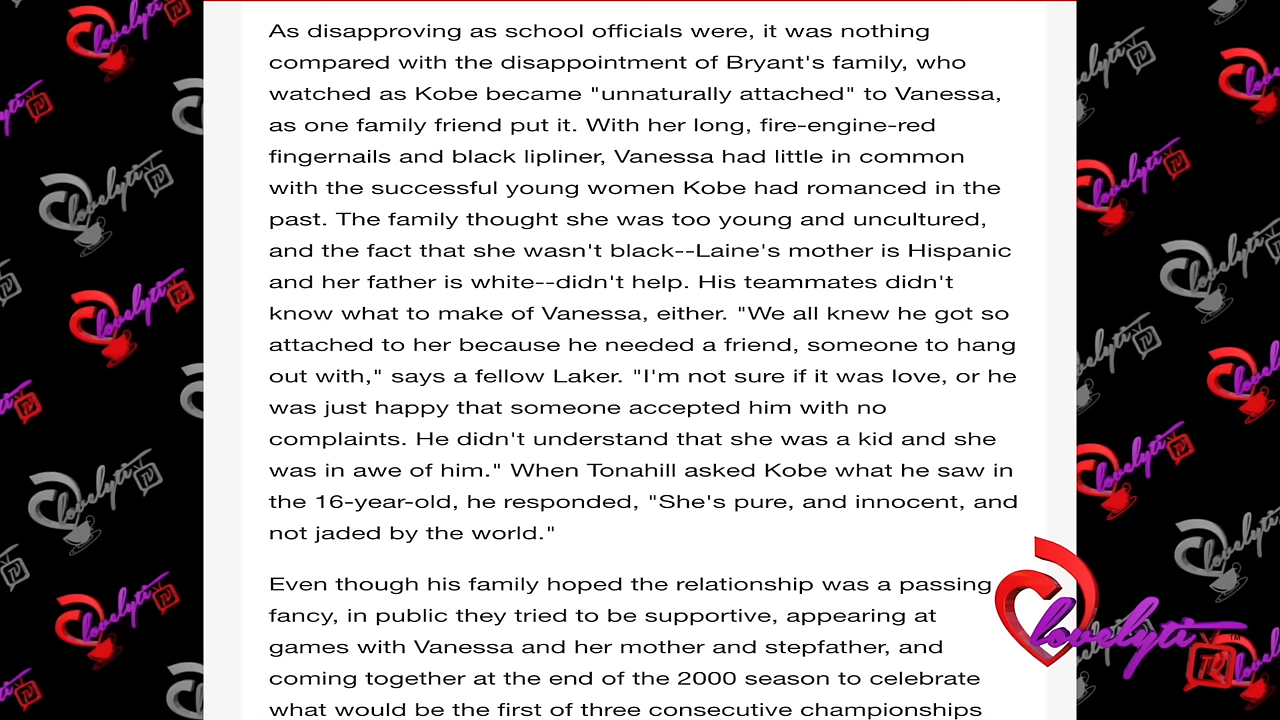 As disapproving as school officials were, it was nothing
compared with the disappointment of Bryant's family, who
watched as Kobe became "unnaturally attached" to Vanessa,
as one family friend put it. With her long, fire-engine-red
fingernails and black lipliner, Vanessa had little in common
with the successful young women Kobe had romanced in the
past. The family thought she was too young and uncultured,
and the fact that she wasn't black--Laine's mother is Hispanic
and her father is white--didn't help. His teammates didn't
know what to make of Vanessa, either. "We all knew he got so
attached to her because he needed a friend, someone to hang
out with," says a fellow Laker. "I'm not sure if it was love, or he
was just happy that someone accepted him with no
complaints. He didn't understand that she was a kid and she
was in awe of him." When Tonahill asked Kobe what he saw in
the 16-year-old, he responded, "She's pure, and innocent, and
not jaded by the world."
Even though his family hoped the relationship was a passing
fancy, in public they tried to be supportive, appearing at
games with Vanessa and her mother and stepfather, and
coming together at the end of the 2000 season to celebrate
what would be the first of three consecutive championships
lovelyti TV ™